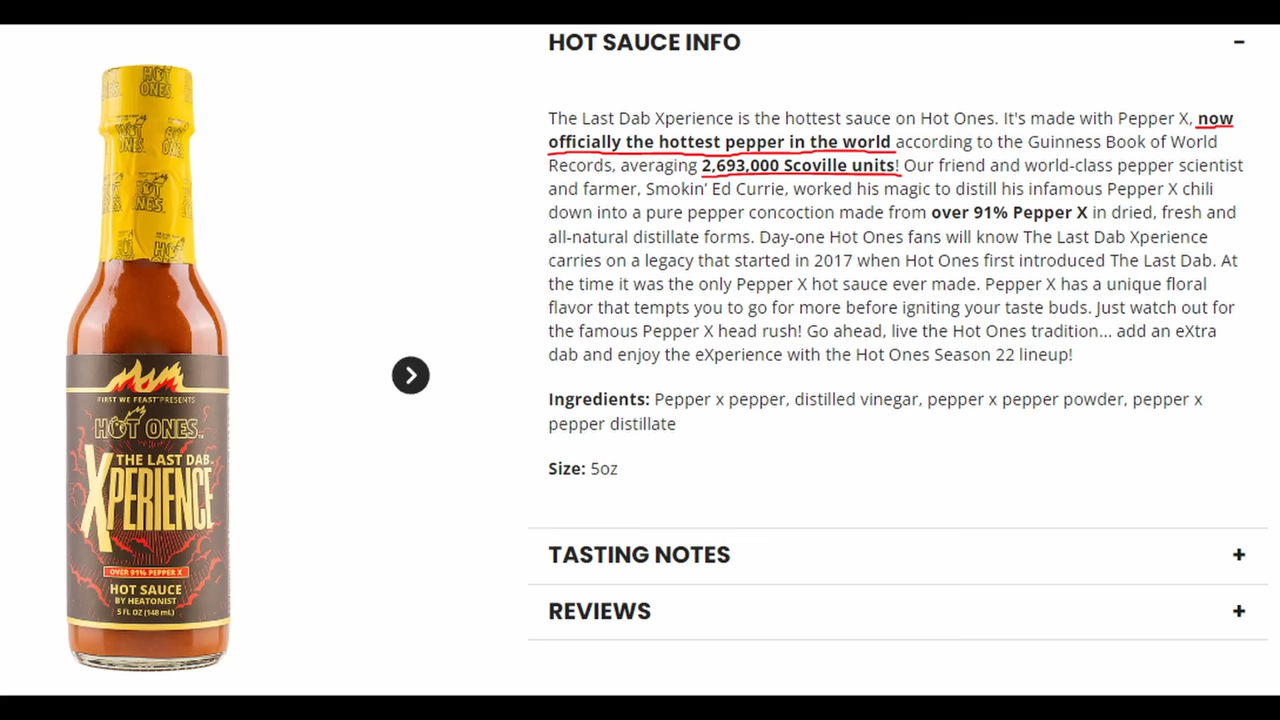 HOT SAUCE INFO
The Last Dab Xperience is the hottest sauce on Hot Ones. It's made with Pepper X, now
officially the hottest pepper in the world according to the Guinness Book of World
Records, averaging 2,693,000 Scoville units! Our friend and world-class pepper scientist
and farmer, Smokin’ Ed Currie, worked his magic to distill his infamous Pepper X chili
down into a pure pepper concoction made from over 91% Pepper X in dried, fresh and
all-natural distillate forms. Day-one Hot Ones fans will know The Last Dab Xperience
carries on a legacy that started in 2017 when Hot Ones first introduced The Last Dab. At
the time it was the only Pepper X hot sauce ever made. Pepper X has a unique floral
flavor that tempts you to go for more before igniting your taste buds. Just watch out for
the famous Pepper X head rush! Go ahead, live the Hot Ones tradition... add an eXtra
dab and enjoy the eXperience with the Hot Ones Season 22 lineup!
Ingredients: Pepper x pepper, distilled vinegar, pepper x pepper powder, pepper x
pepper distillate
Size: 5oz
TASTING NOTES
REVIEWS
HOT
ONES
FIRST WE FEAST PRESENTS
HOT ONES
THE LAST DAB
XPERIENCE
OVER 91% PEPPER X
HOT SAUCE
BY HEATONIST
5 FL OZ (148 mL)